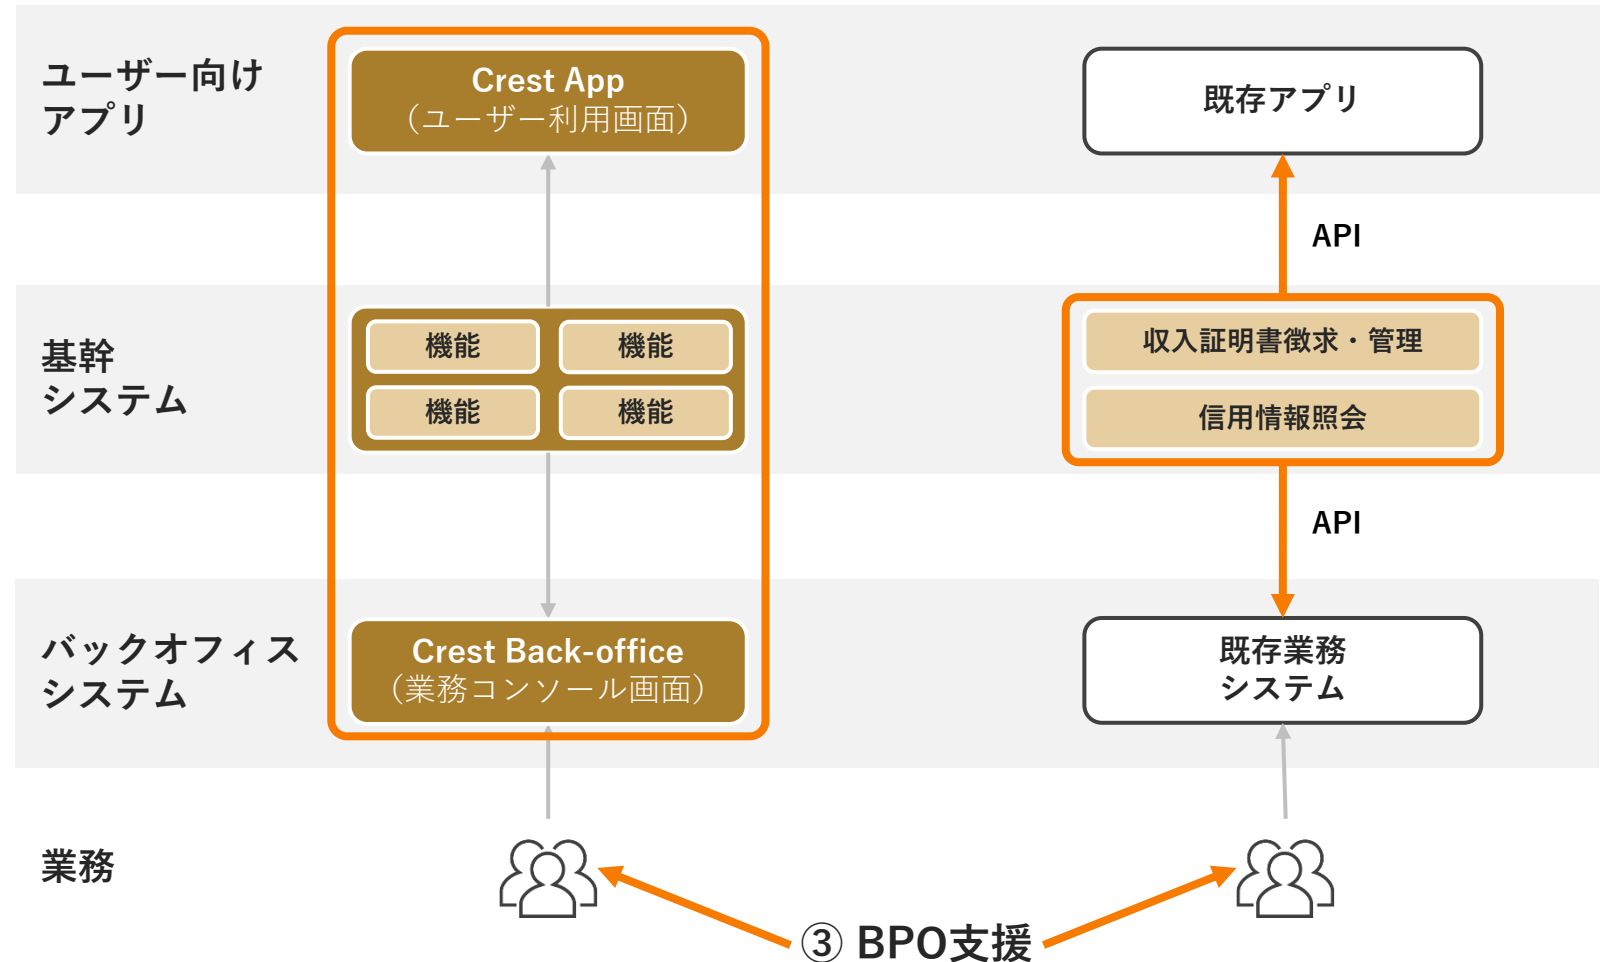 ユーザー向け
アプリ
Crest App
（ユーザー利用画面）
既存アプリ
API
基幹
システム
機能
機能
機能
機能
収入証明書徴求・管理
信用情報照会
API
バックオフィス
システム
Crest Back-office
（業務コンソール画面）
既存業務
システム
業務
③ BPO支援